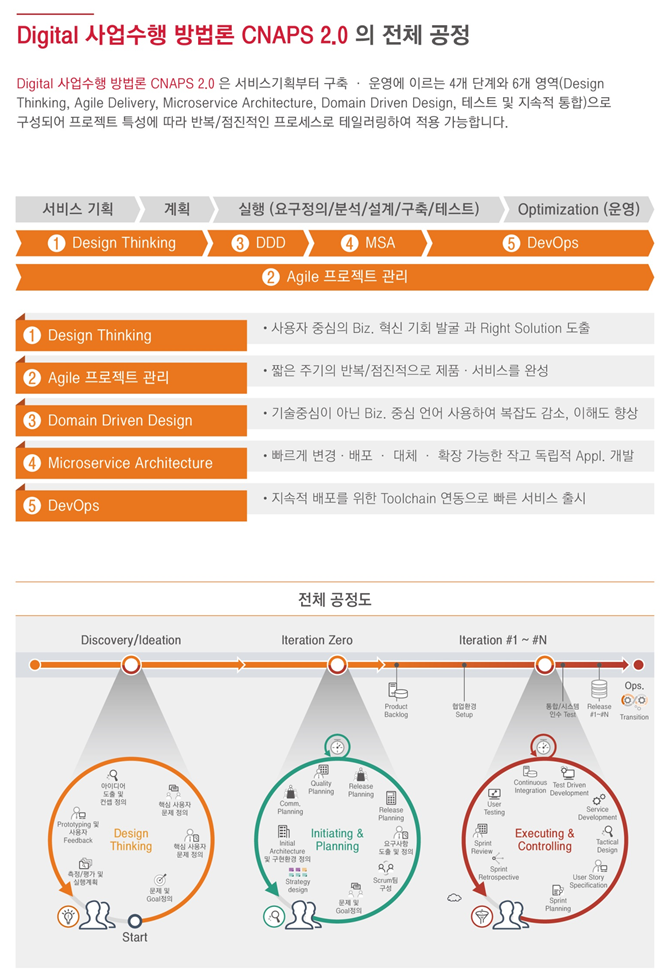 Digital 사업수행 방법론 CNAPS 2.0 의 전체 공정
Digital 사업수행 방법론 CNAPS 2.0 은 서비스기획부터 구축 · 운영에 이르는 4개 단계와 6개 영역(Design
Thinking, Agile Delivery, Microservice Architecture, Domain Driven Design, 테스트 및 지속적 통합)으로
구성되어 프로젝트 특성에 따라 반복/점진적인 프로세스로 테일러링하여 적용 가능합니다.
서비스 기획
계획
실행 (요구정의/분석/설계/구축/테스트)
Optimization (운영)
1 Design Thinking
3 DDD
4 MSA
5 DevOps
2 Agile 프로젝트 관리
1 Design Thinking
• 사용자 중심의 Biz. 혁신 기회 발굴 과 Right Solution 도출
2 Agile 프로젝트 관리
• 짧은 주기의 반복/점진적으로 제품 · 서비스를 완성
3 Domain Driven Design
• 기술중심이 아닌 Biz. 중심 언어 사용하여 복잡도 감소, 이해도 향상
4 Microservice Architecture
• 빠르게 변경 · 배포 · 대체 · 확장 가능한 작고 독립적 Appl. 개발
5 DevOps
• 지속적 배포를 위한 Toolchain 연동으로 빠른 서비스 출시
전체 공정도
Discovery/Ideation
Iteration Zero
Iteration #1 ~ #N
Product
Backlog
협업환경
Setup
통합/시스템
인수 Test
Release
#1~#N
Ops.
Transition
아이디어
도출 및
컨셉 정의
핵심 사용자
문제 정의
Prototyping 및
사용자
Feedback
Design
Thinking
핵심 사용자
문제 정의
측정/평가 및
실행계획
문제 및
Goal정의
Start
Quality
Planning
Release
Planning
Comm,
Planning
Release
Planning
Initial
Architecture
및 구현환경 정의
Initiating &
Planning
요구사항
도출 및 정의
Strategy
design
Scrum팀
구성
문제 및
Goal정의
Continuous
Integration
Test Driven
Development
User
Testing
Service
Development
Sprint
Review
Executing &
Controlling
Tactical
Design
Sprint
Retrospective
User Story
Specification
Sprint
Planning